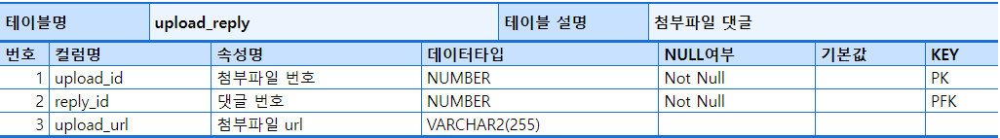 테이블명 upload_reply 테이블 설명 첨부파일 댓글
번호 컬럼명 속성명 데이터타입 NULL여부 기본값 KEY
1 upload_id 첨부파일 번호 NUMBER Not Null PK
2 reply_id 댓글 번호 NUMBER Not Null PFK
3 upload_url 첨부파일 url VARCHAR2(255)